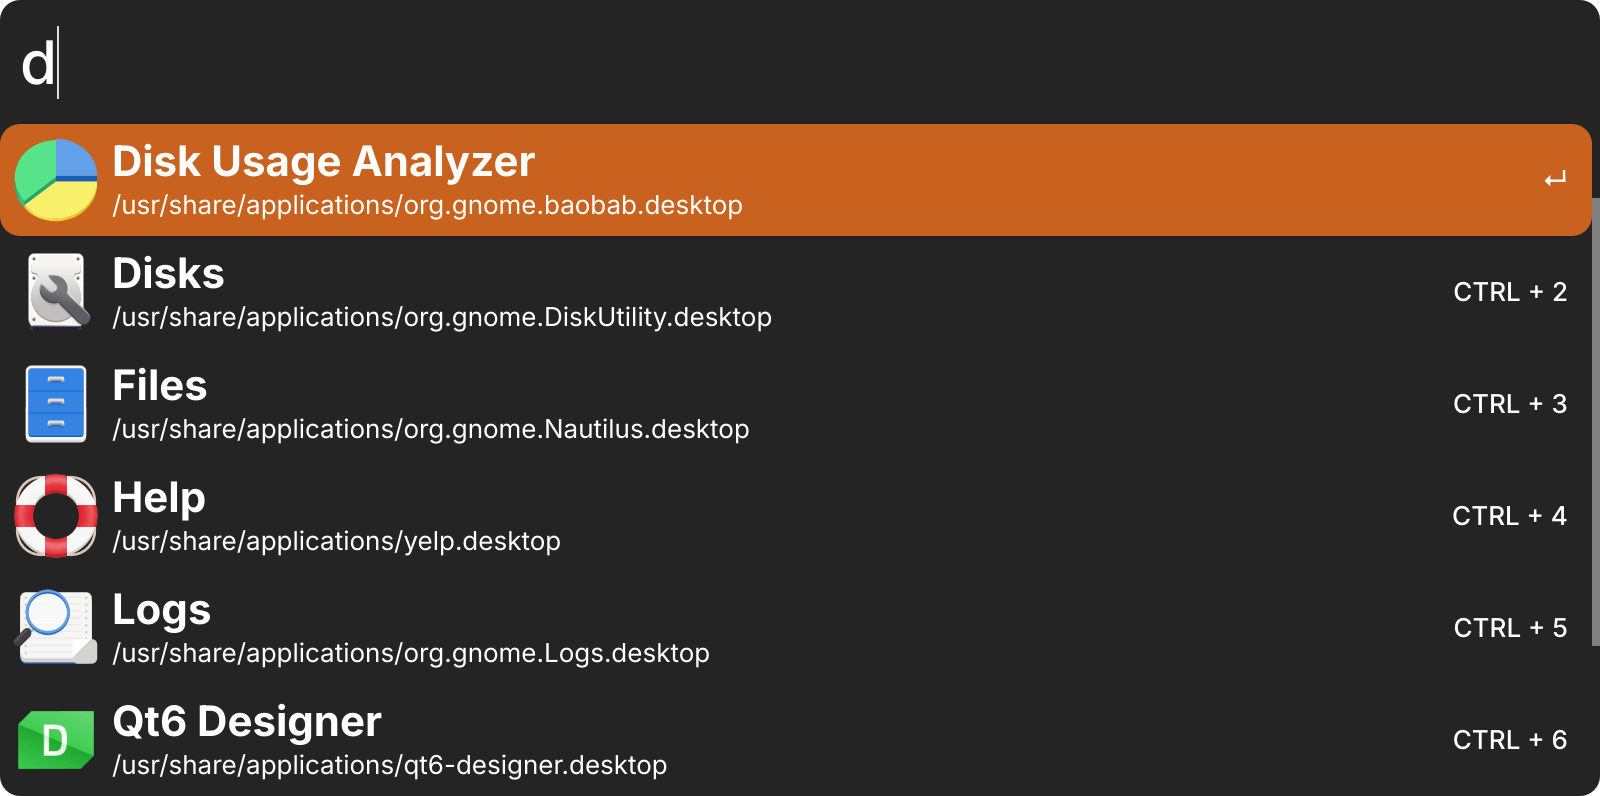 d
Disk Usage Analyzer
/usr/share/applications/org.gnome.baobab.desktop
Disks
/usr/share/applications/org.gnome.DiskUtility.desktop
CTRL + 2
Files
/usr/share/applications/org.gnome.Nautilus.desktop
CTRL + 3
Help
/usr/share/applications/yelp.desktop
CTRL + 4
Logs
/usr/share/applications/org.gnome.Logs.desktop
CTRL + 5
D
Qt6 Designer
/usr/share/applications/qt6-designer.desktop
CTRL + 6